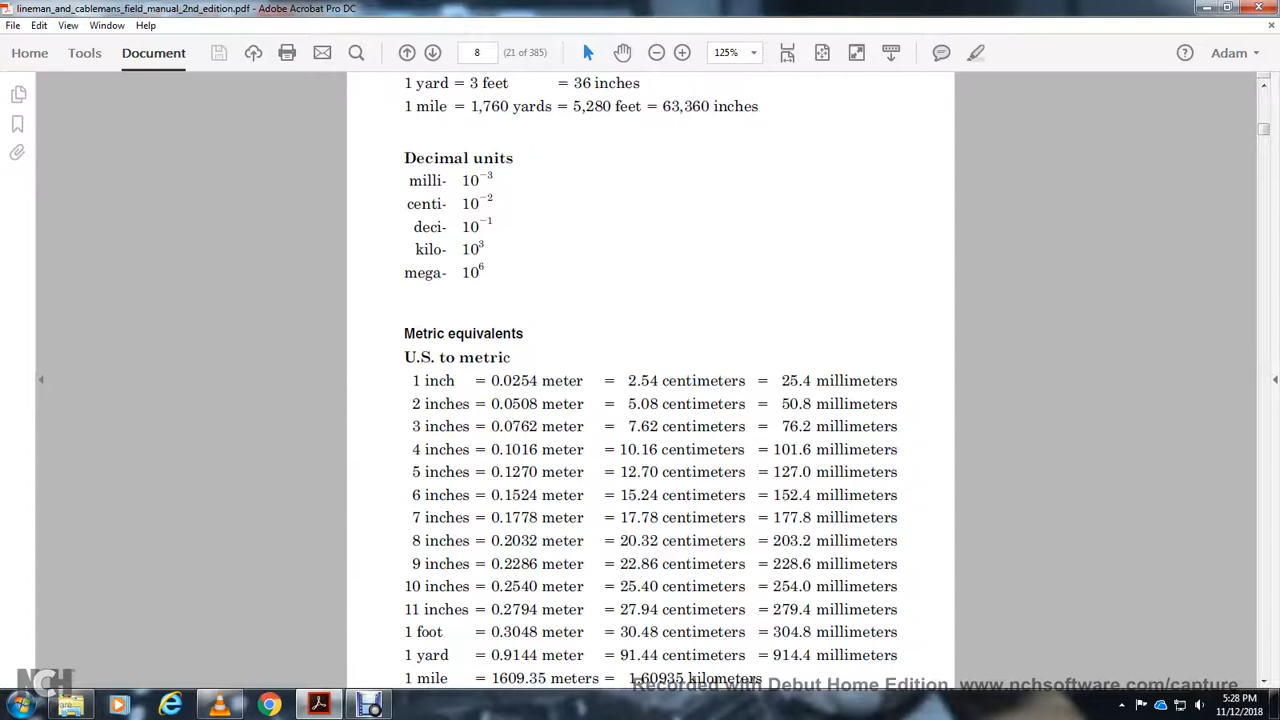 lineman_and_cablemans_field_manual_2nd_edition.pdf - Adobe Acrobat Pro DC
File Edit View Window Help
Home Tools Document 8 (21 of 385) 125% Adam
1 yard = 3 feet = 36 inches
1 mile = 1,760 yards = 5,280 feet = 63,360 inches
Decimal units
milli- 10⁻³
centi- 10⁻²
deci- 10⁻¹
kilo- 10³
mega- 10⁶
Metric equivalents
U.S. to metric
1 inch = 0.0254 meter = 2.54 centimeters = 25.4 millimeters
2 inches = 0.0508 meter = 5.08 centimeters = 50.8 millimeters
3 inches = 0.0762 meter = 7.62 centimeters = 76.2 millimeters
4 inches = 0.1016 meter = 10.16 centimeters = 101.6 millimeters
5 inches = 0.1270 meter = 12.70 centimeters = 127.0 millimeters
6 inches = 0.1524 meter = 15.24 centimeters = 152.4 millimeters
7 inches = 0.1778 meter = 17.78 centimeters = 177.8 millimeters
8 inches = 0.2032 meter = 20.32 centimeters = 203.2 millimeters
9 inches = 0.2286 meter = 22.86 centimeters = 228.6 millimeters
10 inches = 0.2540 meter = 25.40 centimeters = 254.0 millimeters
11 inches = 0.2794 meter = 27.94 centimeters = 279.4 millimeters
1 foot = 0.3048 meter = 30.48 centimeters = 304.8 millimeters
1 yard = 0.9144 meter = 91.44 centimeters = 914.4 millimeters
1 mile = 1609.35 meters = 1.60935 kilometers
Recorded with Debut Home Edition. www.nchsoftware.com/capture
NCH
5:28 PM
11/12/2018